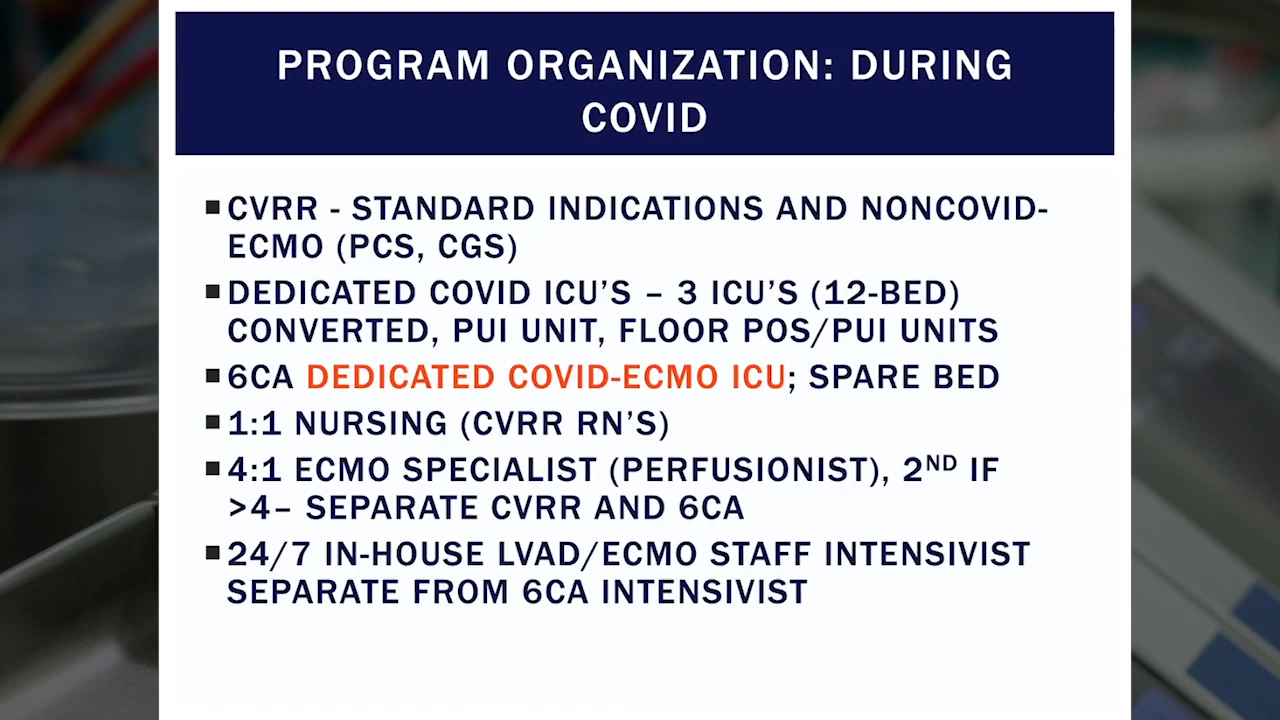 PROGRAM ORGANIZATION: DURING
COVID
■ CVRR - STANDARD INDICATIONS AND NONCOVID-
ECMO (PCS, CGS)
■ DEDICATED COVID ICU'S – 3 ICU'S (12-BED)
CONVERTED, PUI UNIT, FLOOR POS/PUI UNITS
■ 6CA DEDICATED COVID-ECMO ICU; SPARE BED
■ 1:1 NURSING (CVRR RN'S)
■ 4:1 ECMO SPECIALIST (PERFUSIONIST), 2ND IF
>4– SEPARATE CVRR AND 6CA
■ 24/7 IN-HOUSE LVAD/ECMO STAFF INTENSIVIST
SEPARATE FROM 6CA INTENSIVIST